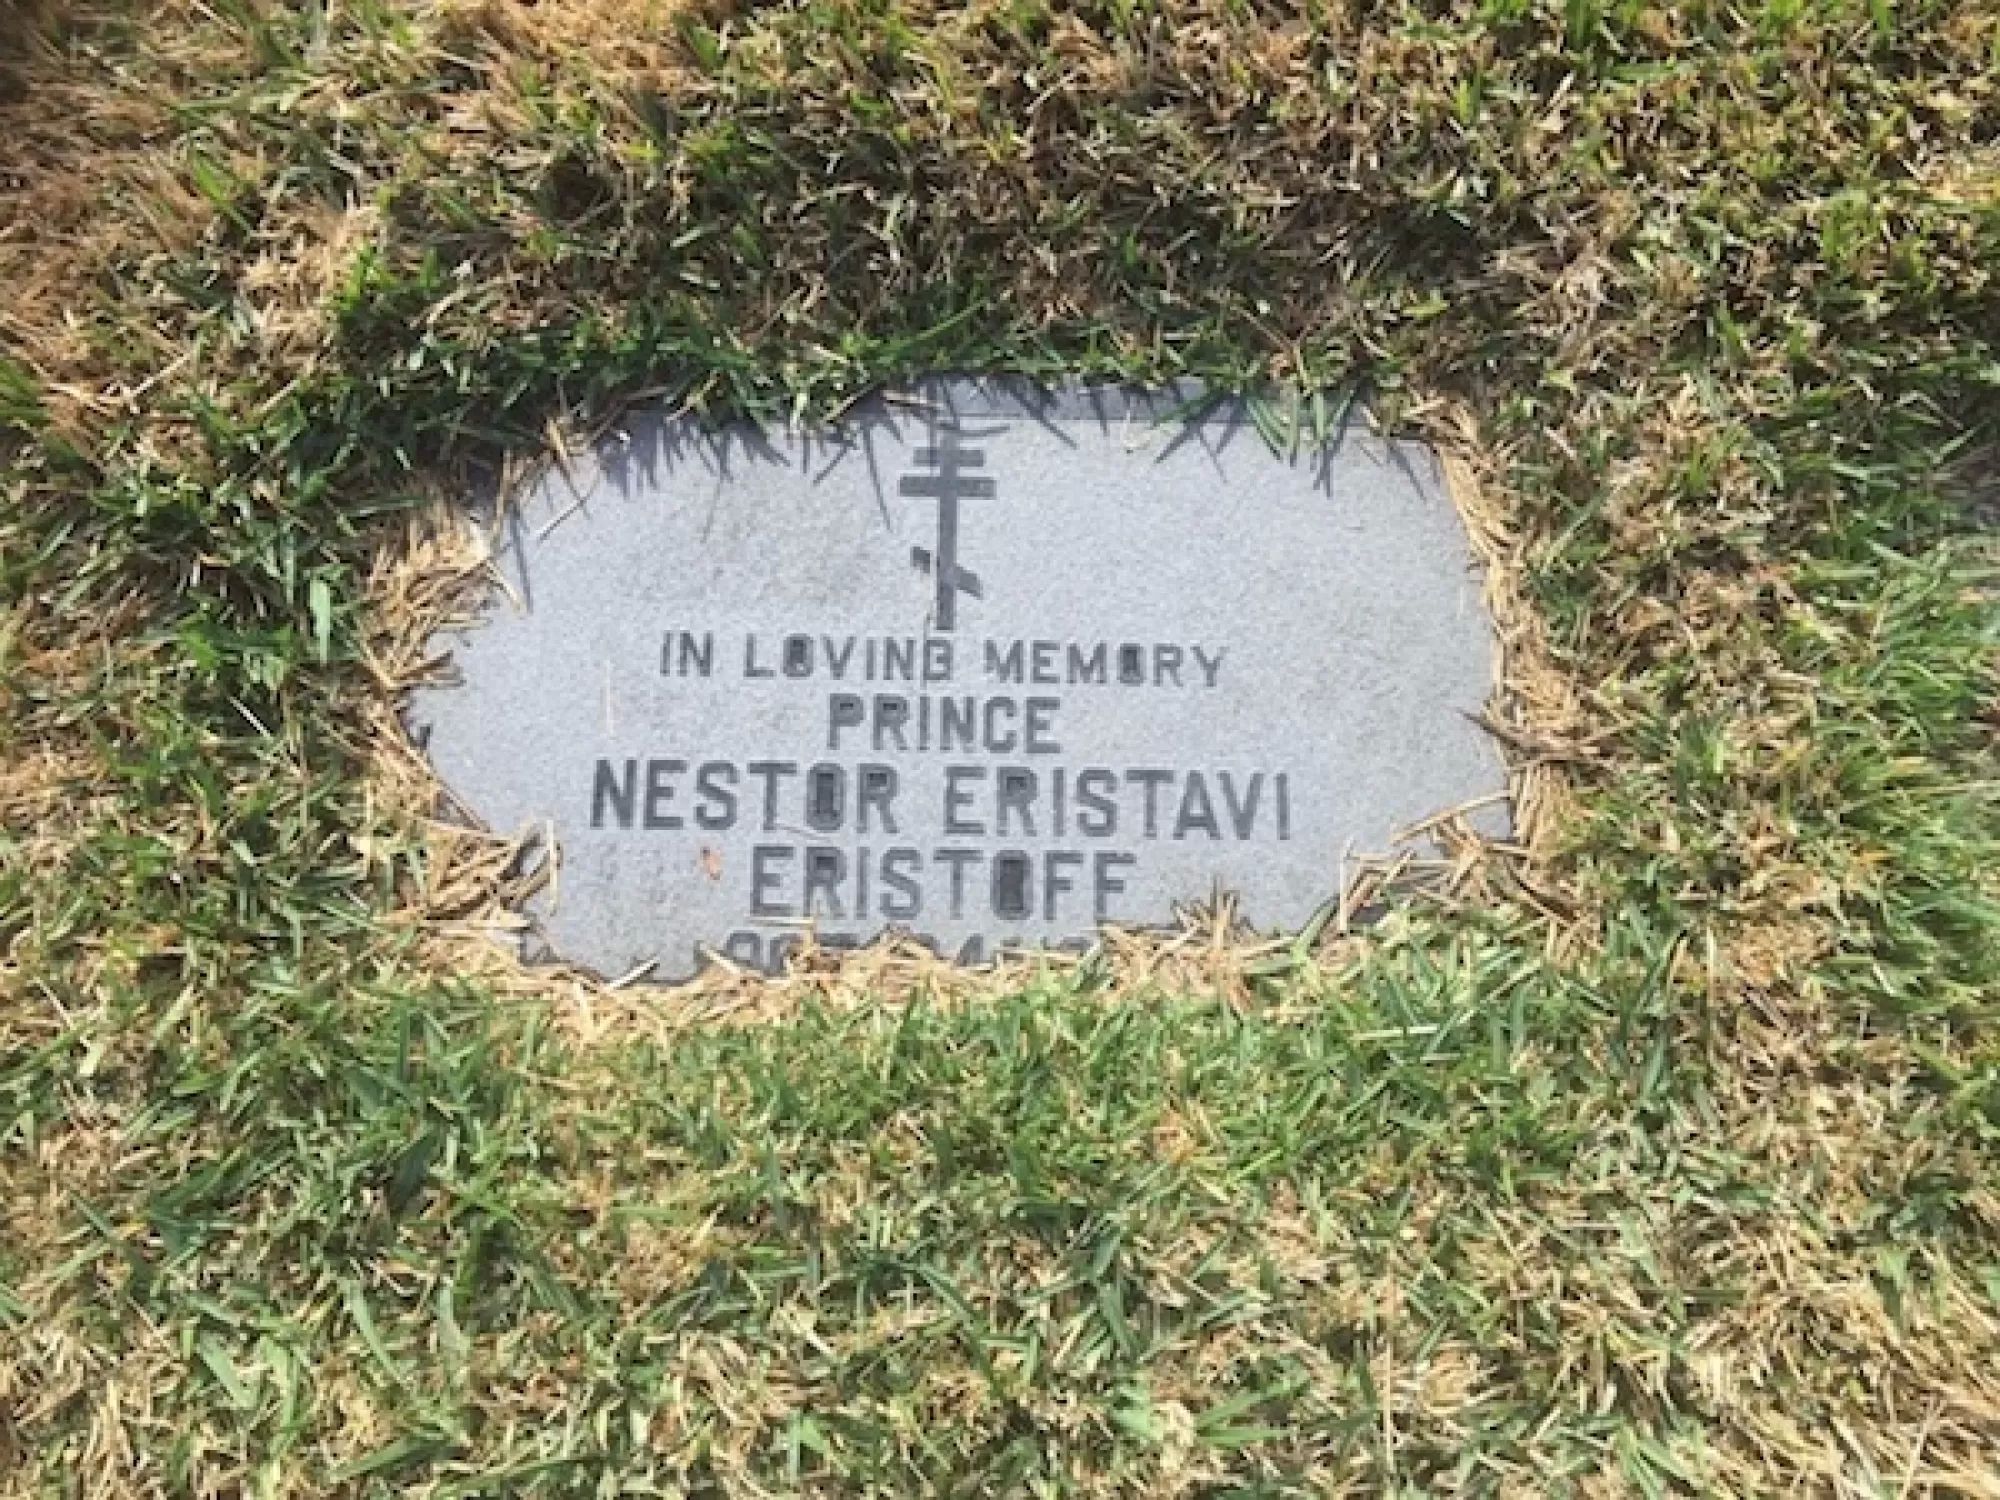 IN LOVING MEMORY
PRINCE
NESTOR ERISTAVI
ERISTOFF